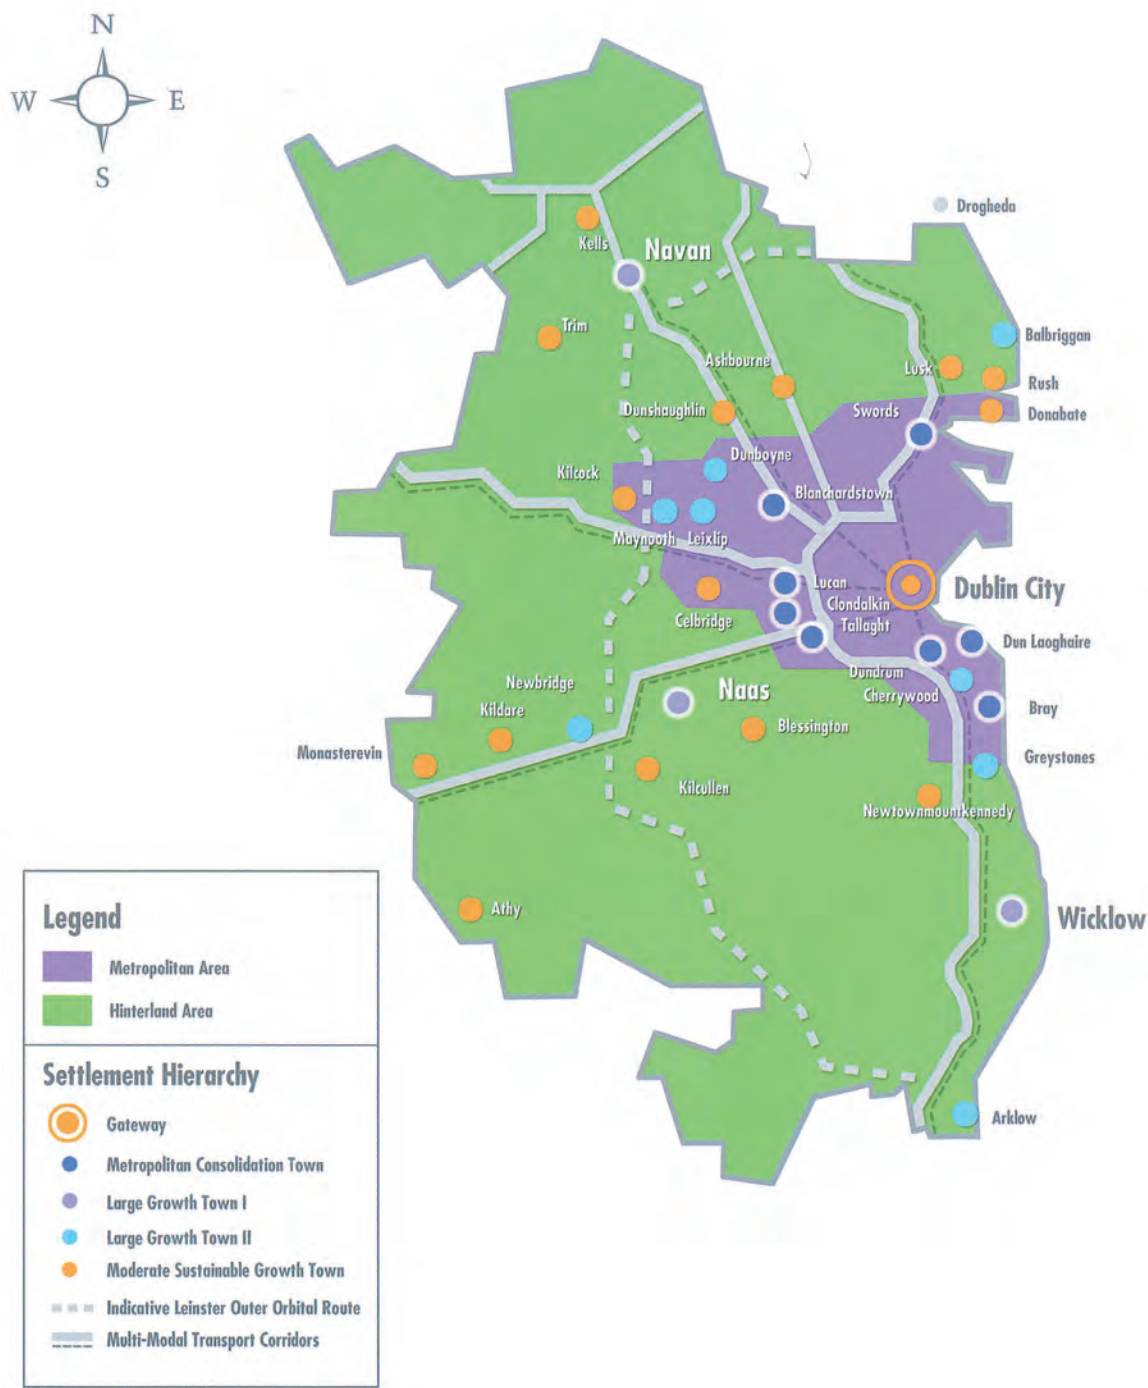 N
W E
S
Drogheda
Kells
Navan
Trim
Balbriggan
Ashbourne
Lusk
Rush
Dunshaughlin
Swords
Donabate
Dunboyne
Kilcock
Blanchardstown
Maynooth
Leixlip
Lucan
Dublin City
Clondalkin
Celbridge
Tallaght
Dun Laoghaire
Dundrum
Newbridge
Naas
Cherrywood
Kildare
Bray
Blessington
Monasterevin
Greystones
Kilcullen
Newtownmountkennedy
Athy
Wicklow
Arklow
Legend
Metropolitan Area
Hinterland Area
Settlement Hierarchy
Gateway
Metropolitan Consolidation Town
Large Growth Town I
Large Growth Town II
Moderate Sustainable Growth Town
Indicative Leinster Outer Orbital Route
Multi-Modal Transport Corridors